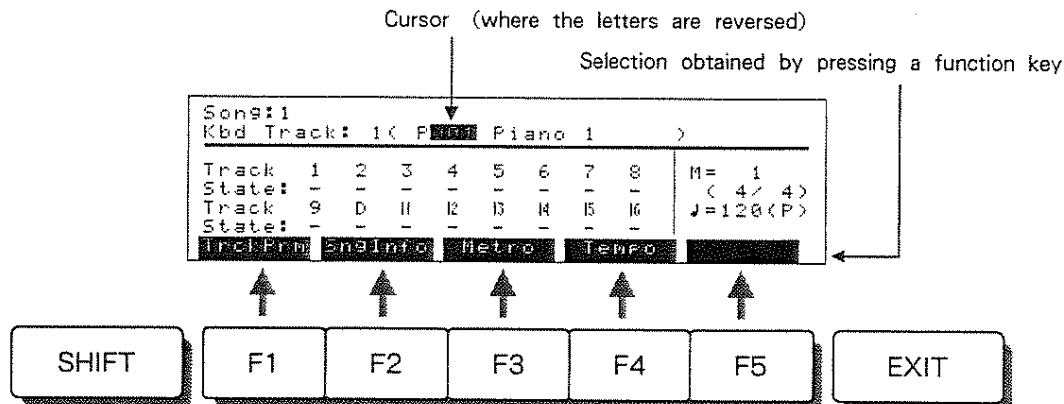 Cursor (where the letters are reversed)
Selection obtained by pressing a function key
Song:1
Kbd Track: 1( P Piano 1 )
Track 1 2 3 4 5 6 7 8
State: - - - - - - - -
Track 9 D 11 12 13 14 15 16
State: - - - - - - - -
M= 1
( 4/ 4)
♩=120(P)
TrckPrm SngInfo Metro Tempo
SHIFT F1 F2 F3 F4 F5 EXIT